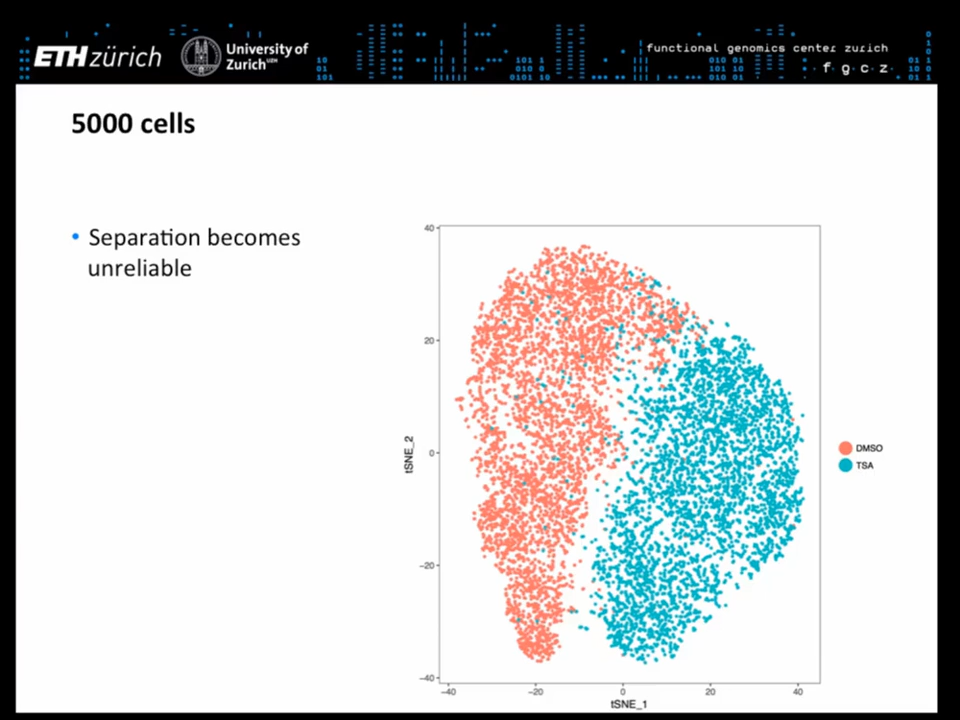 ETH zürich
University of
Zurich UZH
functional genomics center zurich
f g c z
5000 cells
• Separation becomes
unreliable
40
20
0
−20
−40
tSNE_2
−40
−20
0
20
40
tSNE_1
DMSO
TSA